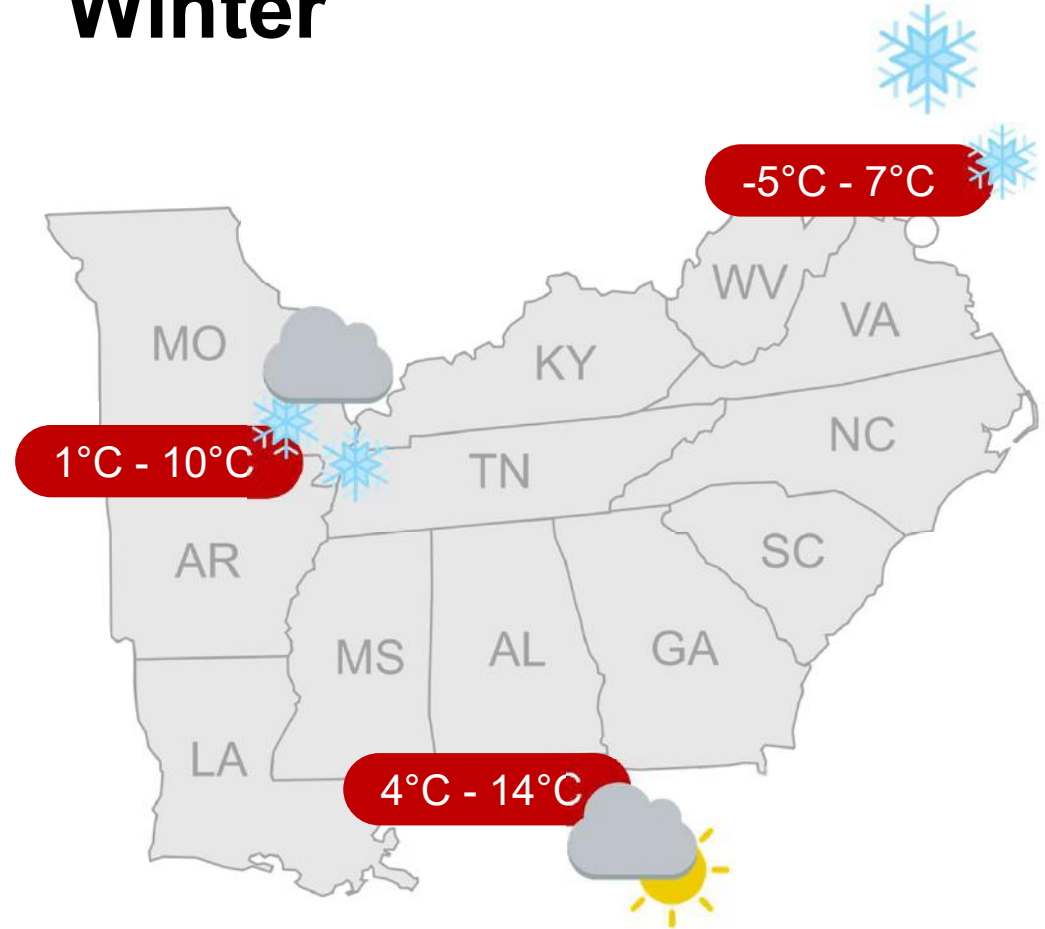 Winter
-5°C - 7°C
WV
VA
MO
KY
NC
1°C - 10°C
TN
SC
AR
MS
AL
GA
LA
4°C - 14°C